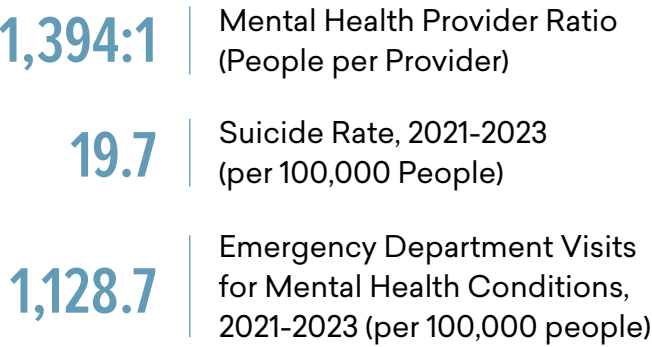 1,394:1
Mental Health Provider Ratio
(People per Provider)
19.7
Suicide Rate, 2021-2023
(per 100,000 People)
1,128.7
Emergency Department Visits
for Mental Health Conditions,
2021-2023 (per 100,000 people)